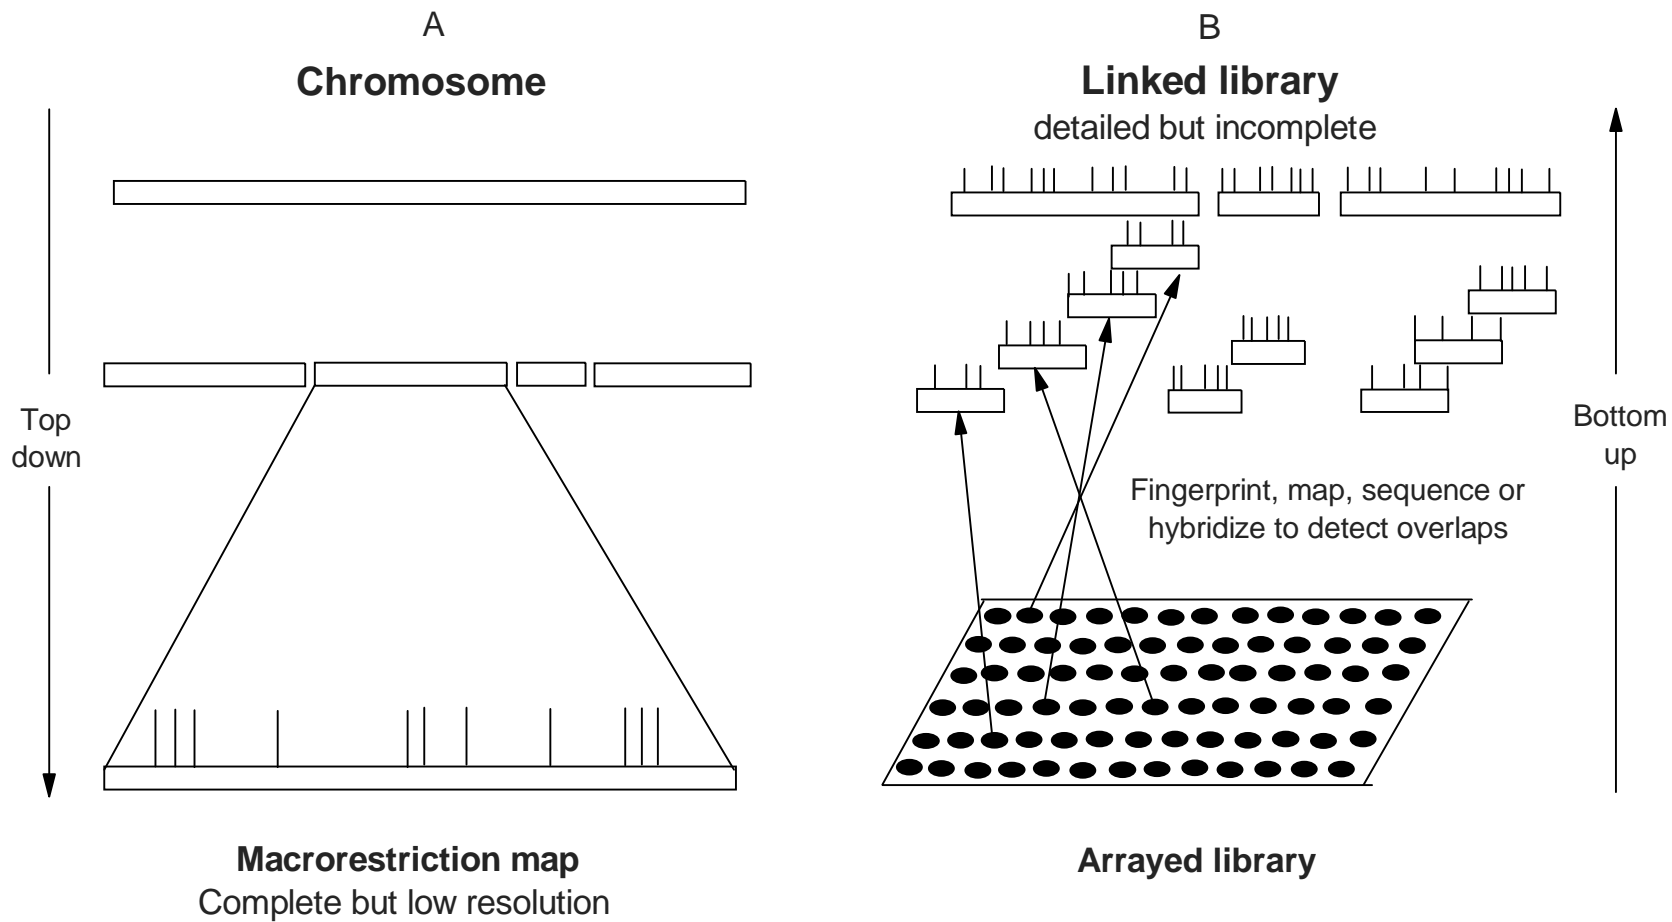 A
Chromosome
Top
down
Macrorestriction map
Complete but low resolution
B
Linked library
detailed but incomplete
Bottom
up
Fingerprint, map, sequence or
hybridize to detect overlaps
Arrayed library